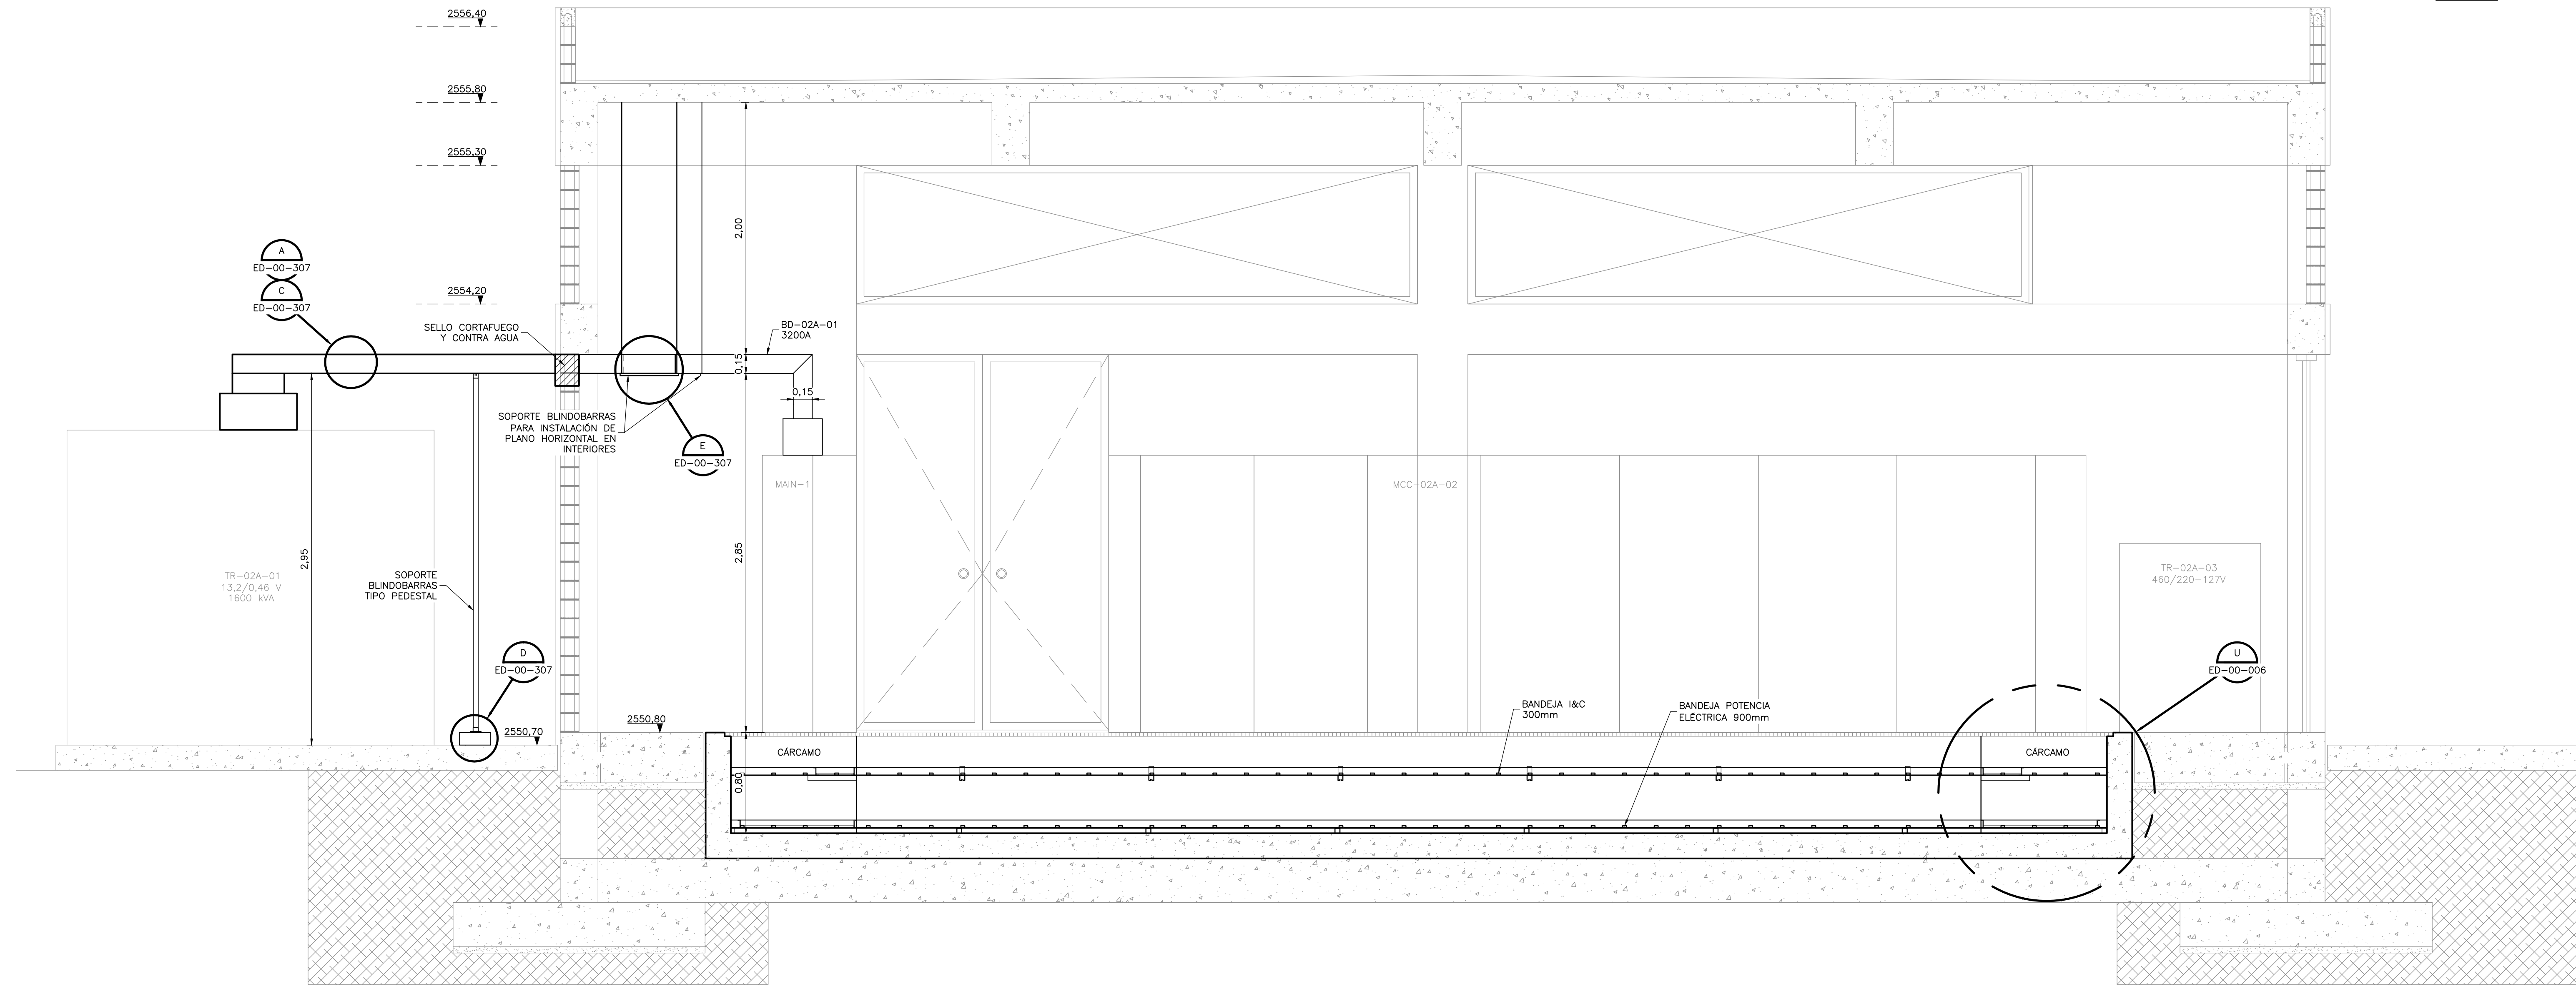 2556,40
2555,80
2555,30
2,00
A
ED-00-307
C
ED-00-307
2554,20
SELLO CORTAFUEGO
Y CONTRA AGUA
BD-02A-01
3200A
0,15
0,15
SOPORTE BLINDOBARRAS
PARA INSTALACIÓN DE
PLANO HORIZONTAL EN
INTERIORES
E
ED-00-307
MAIN-1
MCC-02A-02
2,95
2,85
TR-02A-01
13,2/0,46 V
1600 kVA
SOPORTE
BLINDOBARRAS
TIPO PEDESTAL
TR-02A-03
460/220-127V
D
ED-00-307
U
ED-00-006
2550,80
2550,70
BANDEJA I&C
300mm
BANDEJA POTENCIA
ELÉCTRICA 900mm
CÁRCAMO
CÁRCAMO
0,80